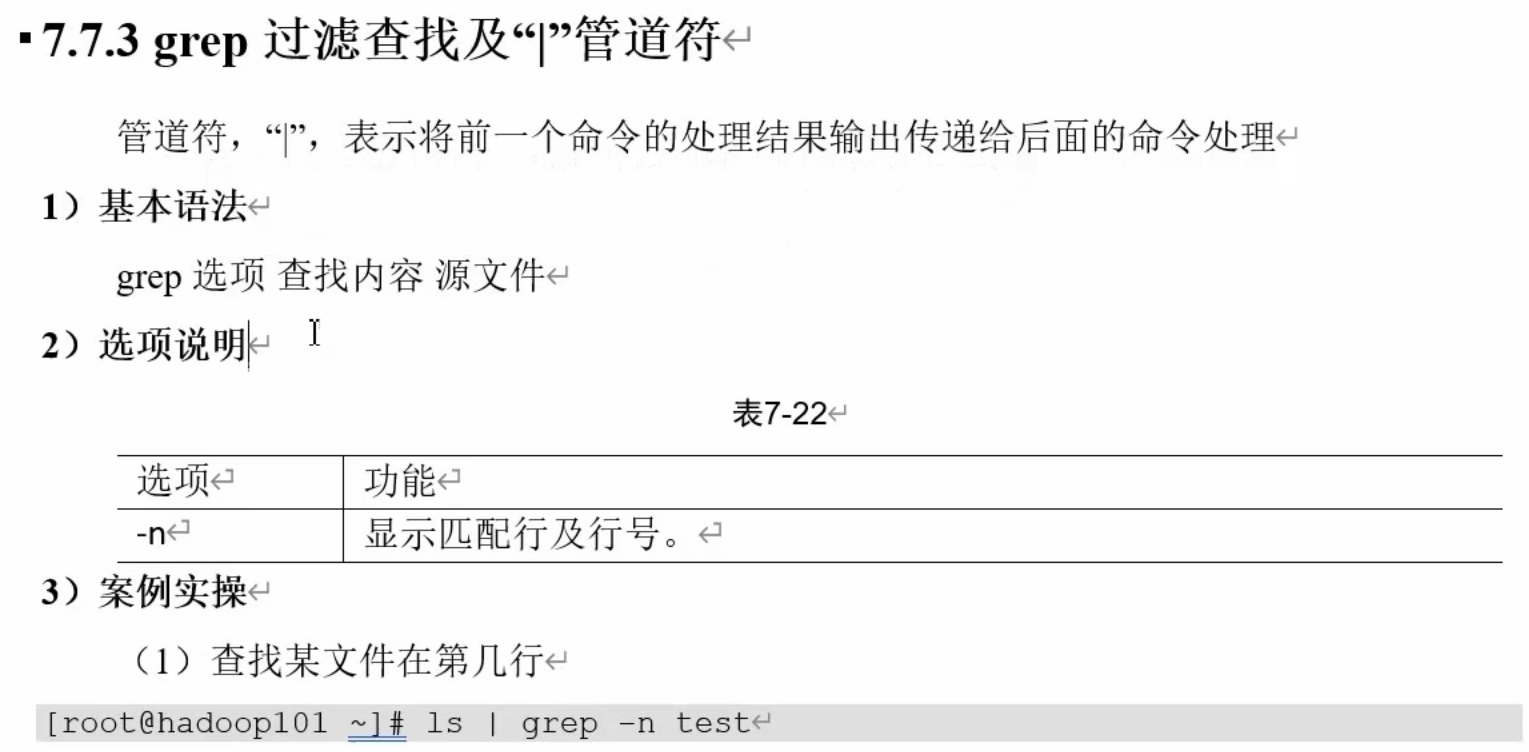 7.7.3 grep 过滤查找及“|”管道符
管道符，“|”，表示将前一个命令的处理结果输出传递给后面的命令处理
1）基本语法
grep 选项 查找内容 源文件
2）选项说明
表7-22
选项 功能
-n 显示匹配行及行号。
3）案例实操
（1）查找某文件在第几行
[root@hadoop101 ~]# ls | grep -n test